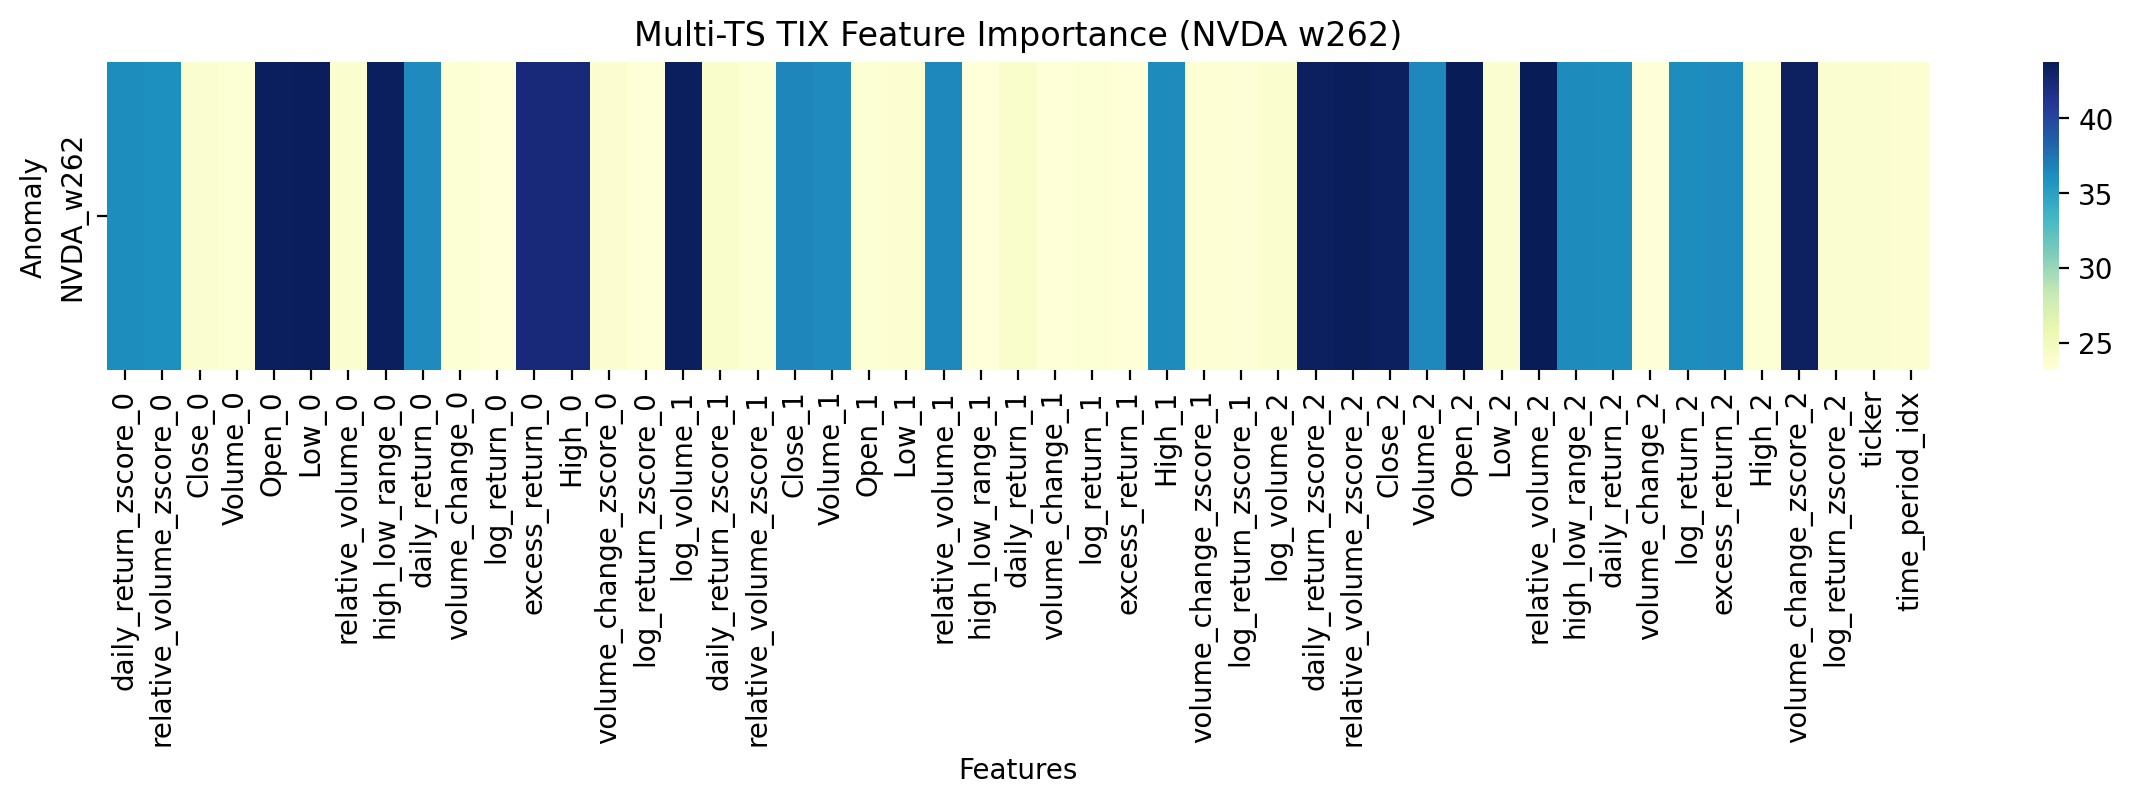 Multi-TS TIX Feature Importance (NVDA w262)
Anomaly
NVDA_w262
40
35
30
25
daily_return_zscore_0
relative_volume_zscore_0
Close_0
Volume_0
Open_0
Low_0
relative_volume_0
high_low_range_0
daily_return_0
volume_change_0
log_return_0
excess_return_0
High_0
volume_change_zscore_0
log_return_zscore_0
log_volume_1
daily_return_zscore_1
relative_volume_zscore_1
Close_1
Volume_1
Open_1
Low_1
relative_volume_1
high_low_range_1
daily_return_1
volume_change_1
log_return_1
excess_return_1
High_1
volume_change_zscore_1
log_return_zscore_1
log_volume_2
daily_return_zscore_2
relative_volume_zscore_2
Close_2
Volume_2
Open_2
Low_2
relative_volume_2
high_low_range_2
daily_return_2
volume_change_2
log_return_2
excess_return_2
High_2
volume_change_zscore_2
log_return_zscore_2
ticker
time_period_idx
Features